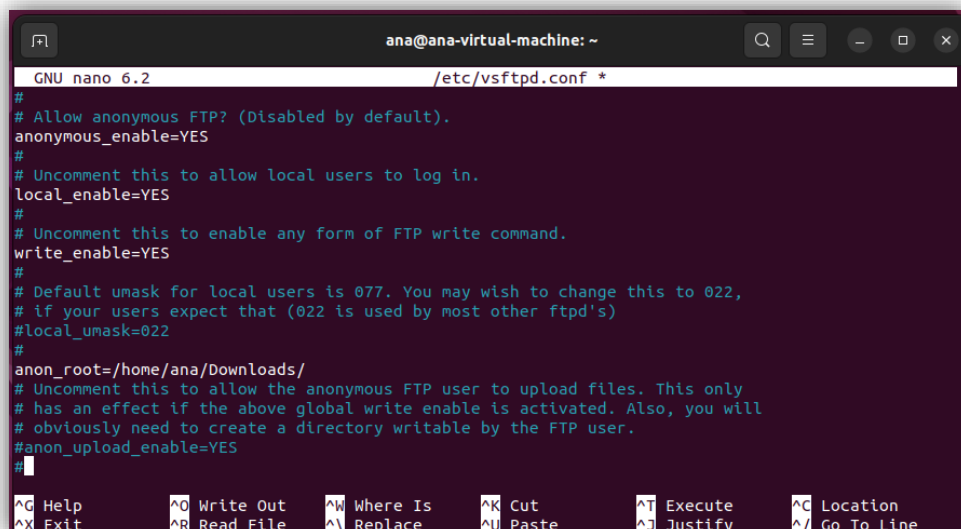 ana@ana-virtual-machine: ~
GNU nano 6.2 /etc/vsftpd.conf *
#
# Allow anonymous FTP? (Disabled by default).
anonymous_enable=YES
#
# Uncomment this to allow local users to log in.
local_enable=YES
#
# Uncomment this to enable any form of FTP write command.
write_enable=YES
#
# Default umask for local users is 077. You may wish to change this to 022,
# if your users expect that (022 is used by most other ftpd's)
#local_umask=022
#
anon_root=/home/ana/Downloads/
# Uncomment this to allow the anonymous FTP user to upload files. This only
# has an effect if the above global write enable is activated. Also, you will
# obviously need to create a directory writable by the FTP user.
#anon_upload_enable=YES
#
^G Help ^O Write Out ^W Where Is ^K Cut ^T Execute ^C Location
^X Exit ^R Read File ^\ Replace ^U Paste ^J Justify ^/ Go To Line